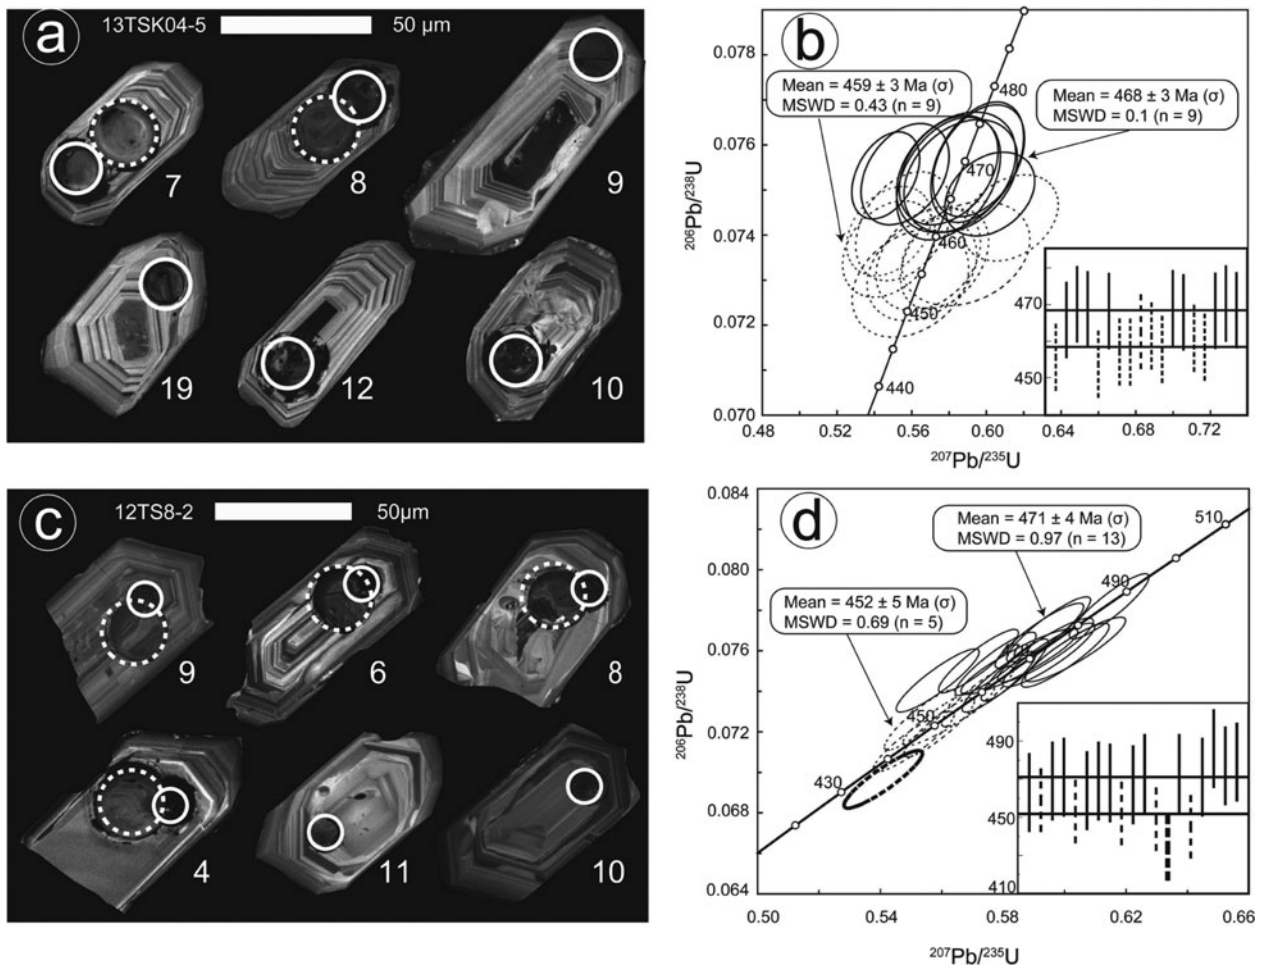 a
13TSK04-5
50 µm
7
8
9
19
12
10
b
Mean = 459 ± 3 Ma (σ)
MSWD = 0.43 (n = 9)
Mean = 468 ± 3 Ma (σ)
MSWD = 0.1 (n = 9)
480
470
460
450
440
0.078
0.076
0.074
0.072
0.070
206Pb/238U
0.48
0.52
0.56
0.60
0.64
0.68
0.72
207Pb/235U
470
450
c
12TS8-2
50µm
9
6
8
4
11
10
d
Mean = 471 ± 4 Ma (σ)
MSWD = 0.97 (n = 13)
Mean = 452 ± 5 Ma (σ)
MSWD = 0.69 (n = 5)
510
490
450
430
0.084
0.080
0.076
0.072
0.068
0.064
206Pb/238U
0.50
0.54
0.58
0.62
0.66
207Pb/235U
490
450
410